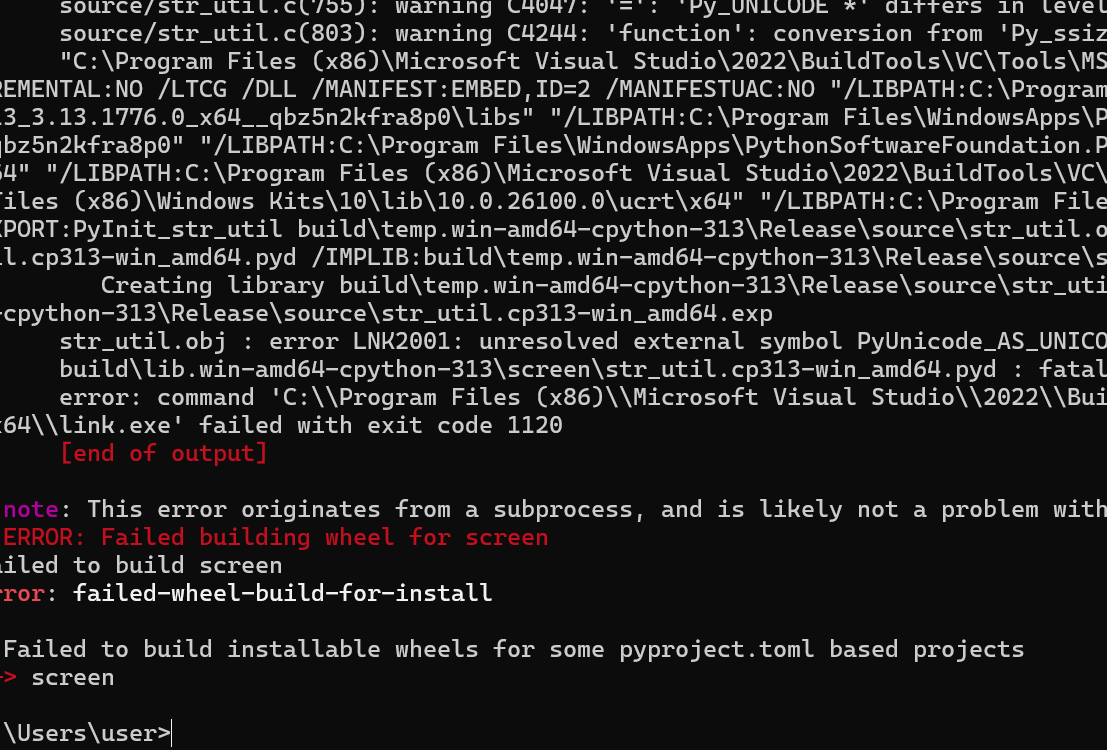 source/str_util.c(755): warning C4047: '=': 'Py_UNICODE *' differs in level
source/str_util.c(803): warning C4244: 'function': conversion from 'Py_ssiz
"C:\Program Files (x86)\Microsoft Visual Studio\2022\BuildTools\VC\Tools\MS
REMENTAL:NO /LTCG /DLL /MANIFEST:EMBED,ID=2 /MANIFESTUAC:NO "/LIBPATH:C:\Program
13_3.13.1776.0_x64__qbz5n2kfra8p0\libs" "/LIBPATH:C:\Program Files\WindowsApps\P
qbz5n2kfra8p0" "/LIBPATH:C:\Program Files\WindowsApps\PythonSoftwareFoundation.P
64" "/LIBPATH:C:\Program Files (x86)\Microsoft Visual Studio\2022\BuildTools\VC\
Files (x86)\Windows Kits\10\lib\10.0.26100.0\ucrt\x64" "/LIBPATH:C:\Program File
XPORT:PyInit_str_util build\temp.win-amd64-cpython-313\Release\source\str_util.o
il.cp313-win_amd64.pyd /IMPLIB:build\temp.win-amd64-cpython-313\Release\source\s
Creating library build\temp.win-amd64-cpython-313\Release\source\str_uti
-cpython-313\Release\source\str_util.cp313-win_amd64.exp
str_util.obj : error LNK2001: unresolved external symbol PyUnicode_AS_UNICO
build\lib.win-amd64-cpython-313\screen\str_util.cp313-win_amd64.pyd : fatal
error: command 'C:\\Program Files (x86)\\Microsoft Visual Studio\\2022\\Bui
x64\\link.exe' failed with exit code 1120
[end of output]
note: This error originates from a subprocess, and is likely not a problem with
ERROR: Failed building wheel for screen
ailed to build screen
rror: failed-wheel-build-for-install
Failed to build installable wheels for some pyproject.toml based projects
-> screen
\Users\user>